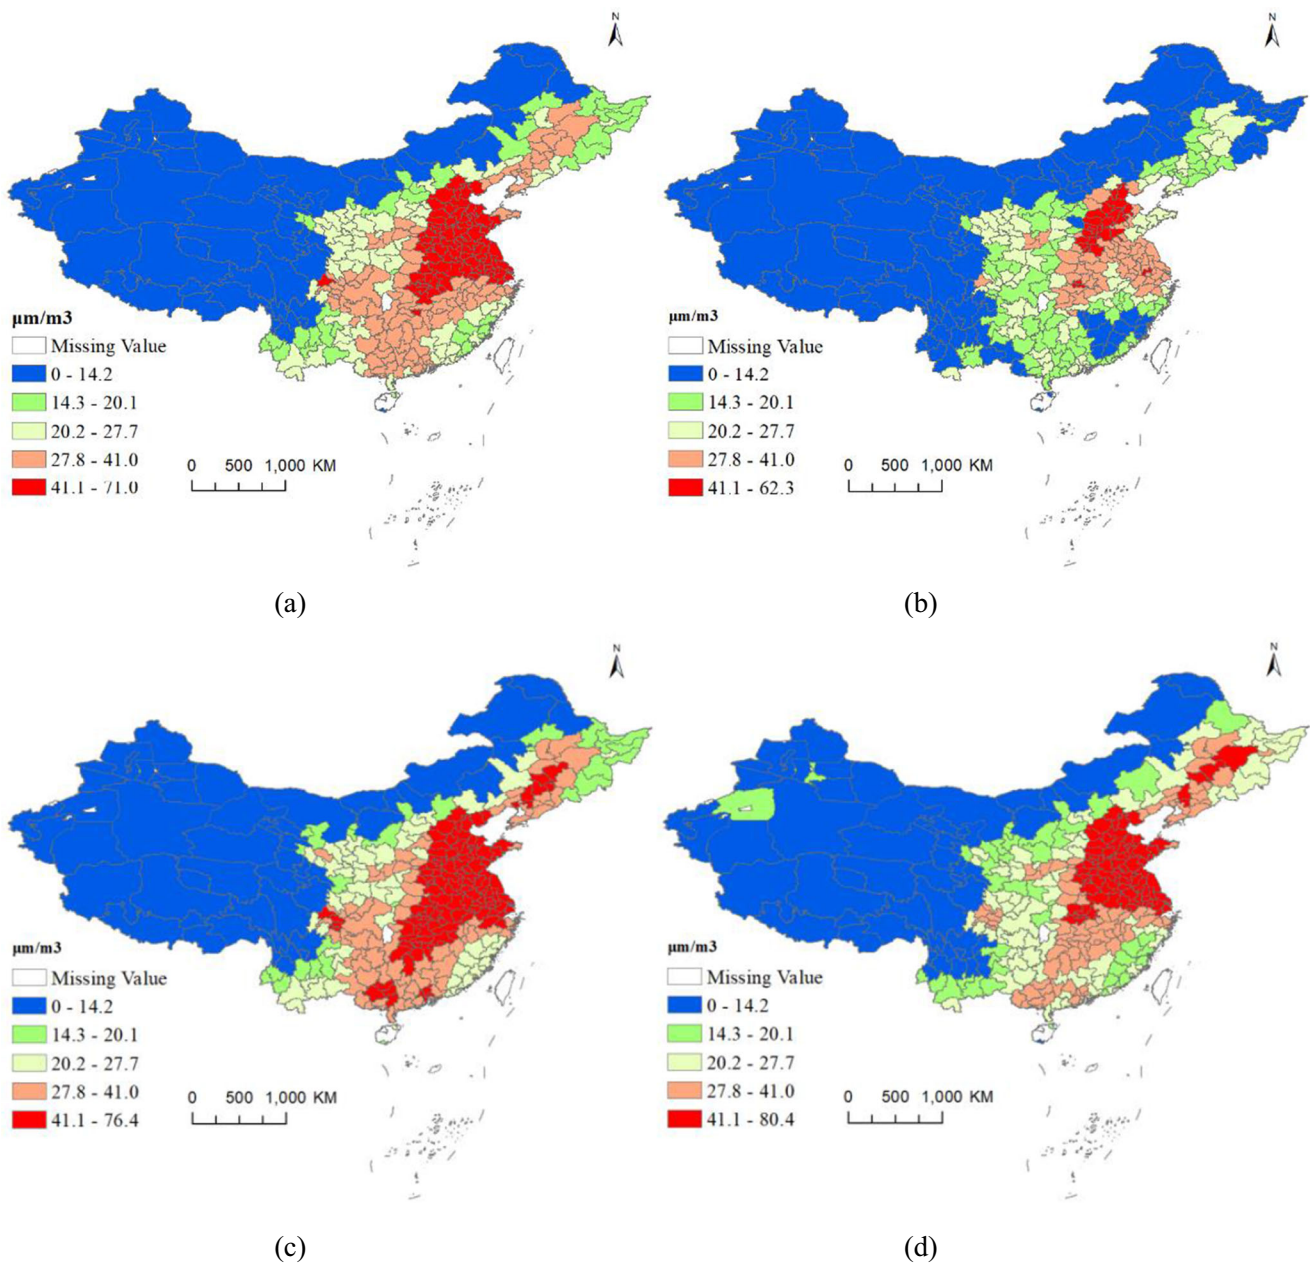 N
μm/m3
Missing Value
0 - 14.2
14.3 - 20.1
20.2 - 27.7
27.8 - 41.0
41.1 - 71.0
0 500 1,000 KM
(a)
N
μm/m3
Missing Value
0 - 14.2
14.3 - 20.1
20.2 - 27.7
27.8 - 41.0
41.1 - 62.3
0 500 1,000 KM
(b)
N
μm/m3
Missing Value
0 - 14.2
14.3 - 20.1
20.2 - 27.7
27.8 - 41.0
41.1 - 76.4
0 500 1,000 KM
(c)
N
μm/m3
Missing Value
0 - 14.2
14.3 - 20.1
20.2 - 27.7
27.8 - 41.0
41.1 - 80.4
0 500 1,000 KM
(d)